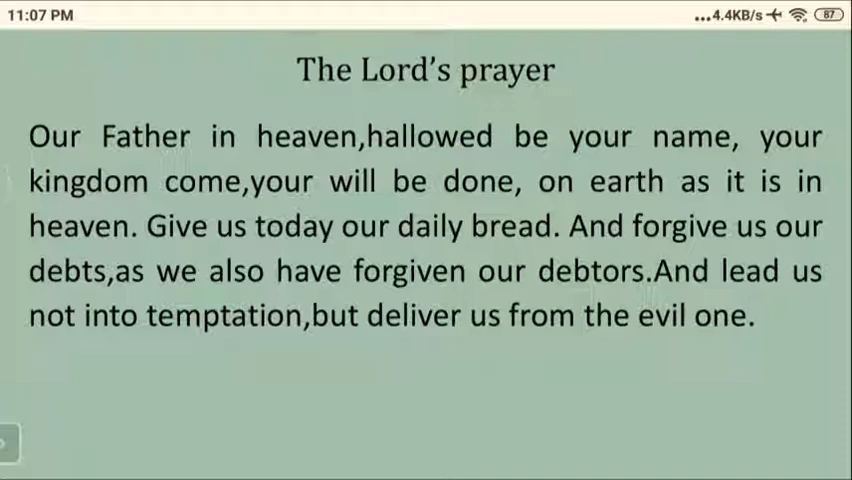 11:07 PM ...4.4KB/s 87
The Lord’s prayer
Our Father in heaven,hallowed be your name, your
kingdom come,your will be done, on earth as it is in
heaven. Give us today our daily bread. And forgive us our
debts,as we also have forgiven our debtors.And lead us
not into temptation,but deliver us from the evil one.